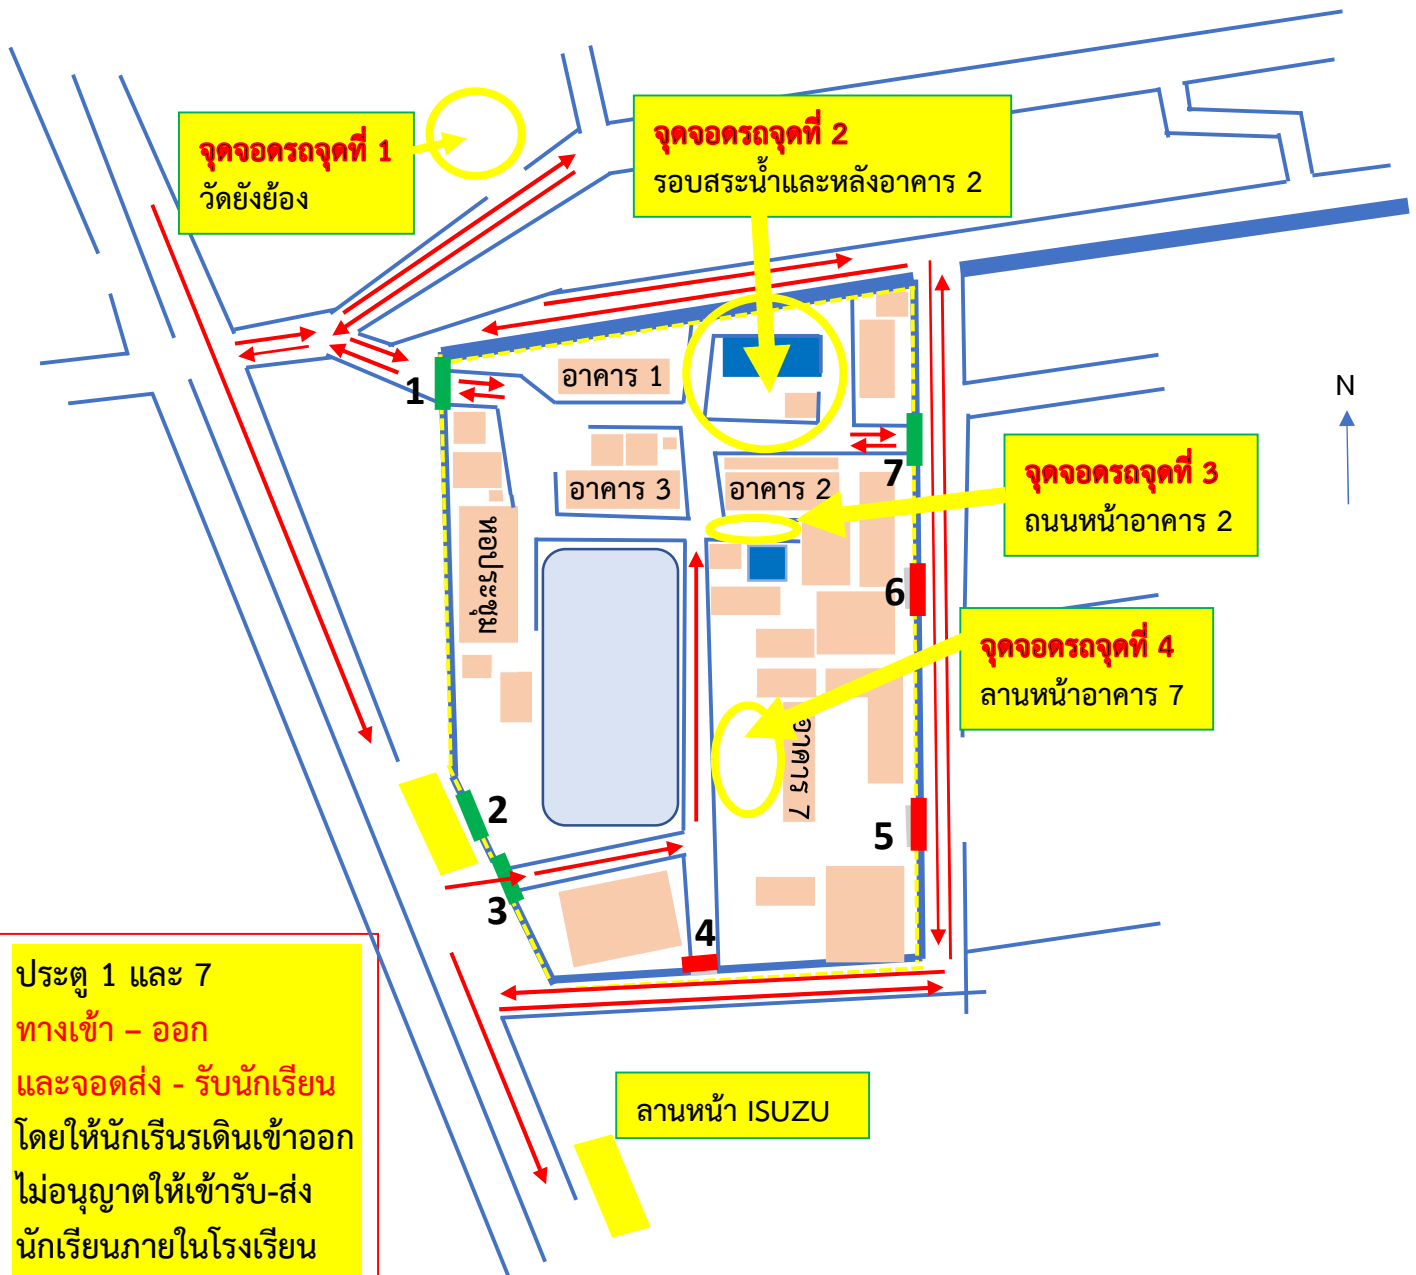 จุดจอดรถจุดที่ 1
วัดยังย้อง
จุดจอดรถจุดที่ 2
รอบสระน้ำและหลังอาคาร 2
N
1
อาคาร 1
7
จุดจอดรถจุดที่ 3
ถนนหน้าอาคาร 2
อาคาร 3
อาคาร 2
หอประชุม
6
จุดจอดรถจุดที่ 4
ลานหน้าอาคาร 7
อาคาร 7
2
5
3
4
ประตู 1 และ 7
ทางเข้า – ออก
และจอดส่ง - รับนักเรียน
โดยให้นักเรีนรเดินเข้าออก
ไม่อนุญาตให้เข้ารับ-ส่ง
นักเรียนภายในโรงเรียน
ลานหน้า ISUZU